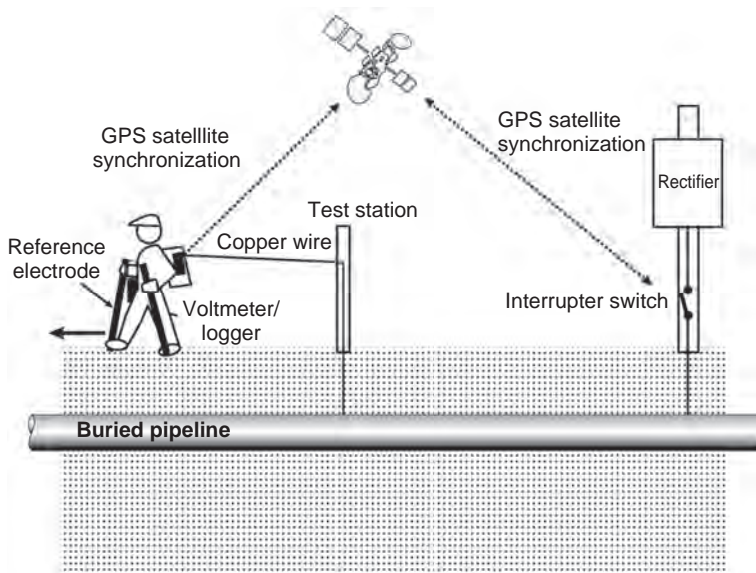 GPS satelllite
synchronization
GPS satellite
synchronization
Rectifier
Test station
Copper wire
Reference
electrode
Voltmeter/
logger
Interrupter switch
Buried pipeline